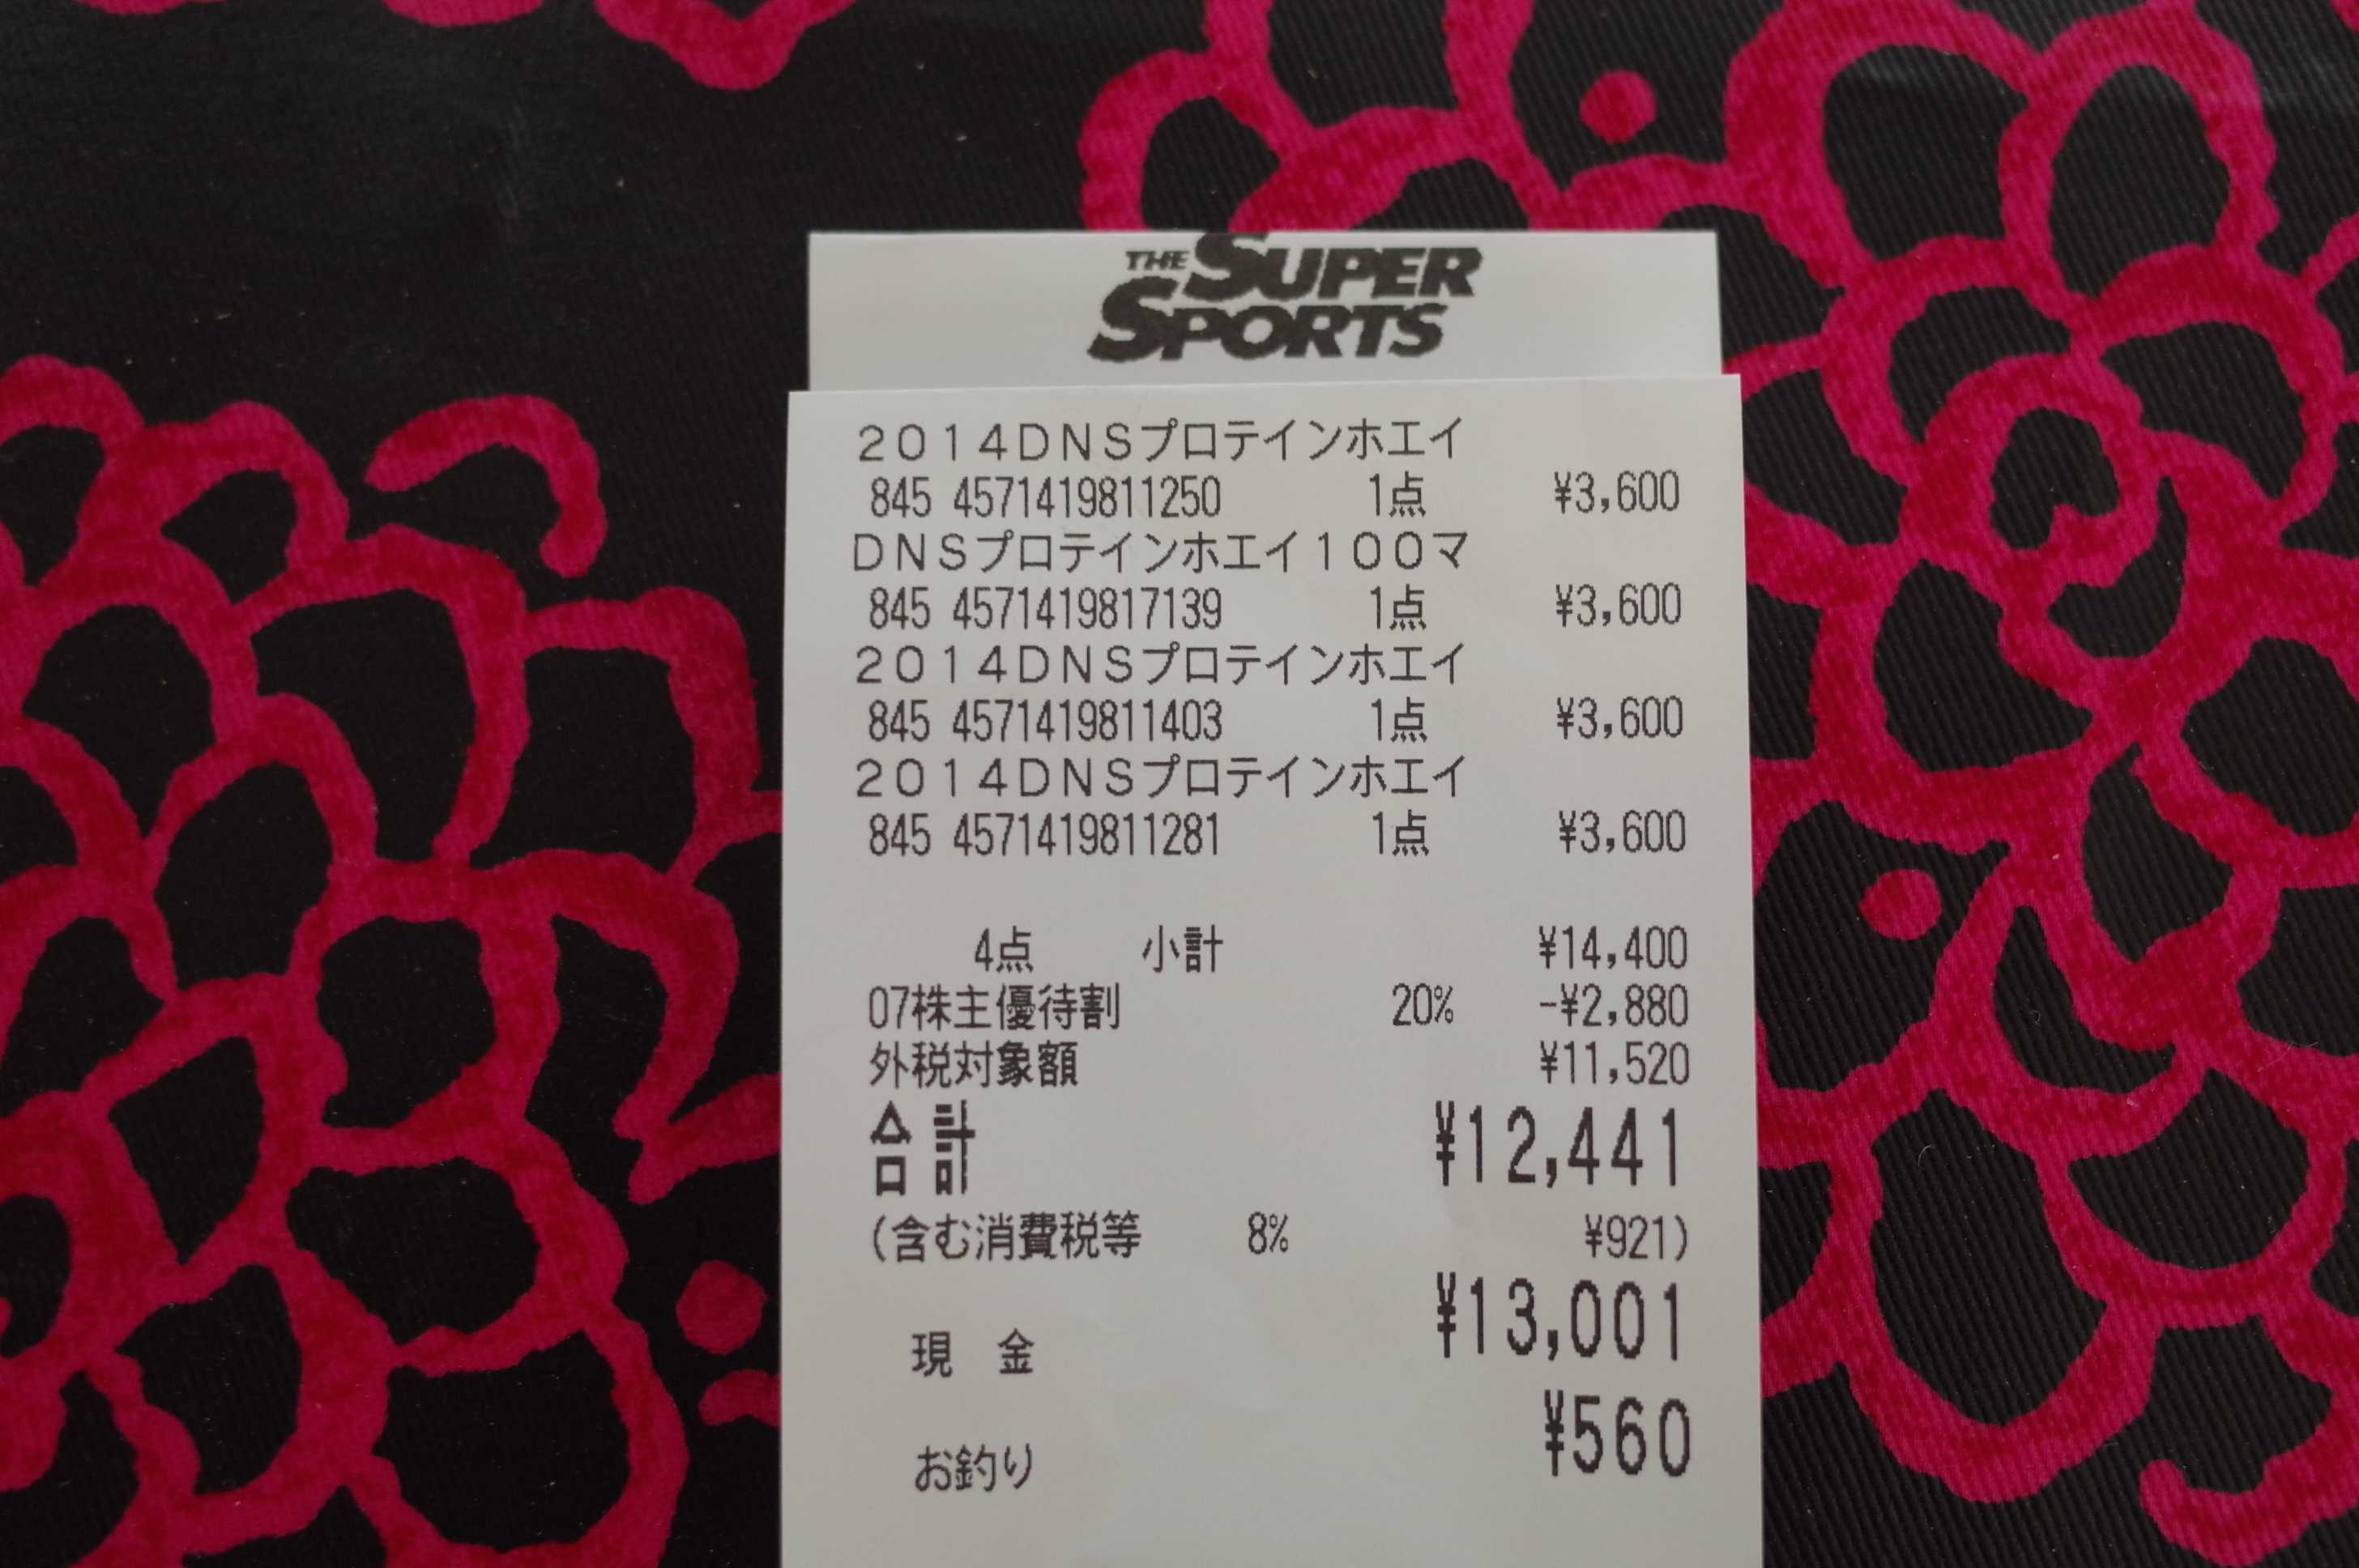 THE SUPER
SPORTS
２０１４ＤＮＳプロテインホエイ
845 4571419811250 1点 ¥3,600
ＤＮＳプロテインホエイ１００マ
845 4571419817139 1点 ¥3,600
２０１４ＤＮＳプロテインホエイ
845 4571419811403 1点 ¥3,600
２０１４ＤＮＳプロテインホエイ
845 4571419811281 1点 ¥3,600
4点 小計 ¥14,400
07株主優待割 20% -¥2,880
外税対象額 ¥11,520
合計 ¥12,441
(含む消費税等 8% ¥921)
現 金 ¥13,001
お釣り ¥560